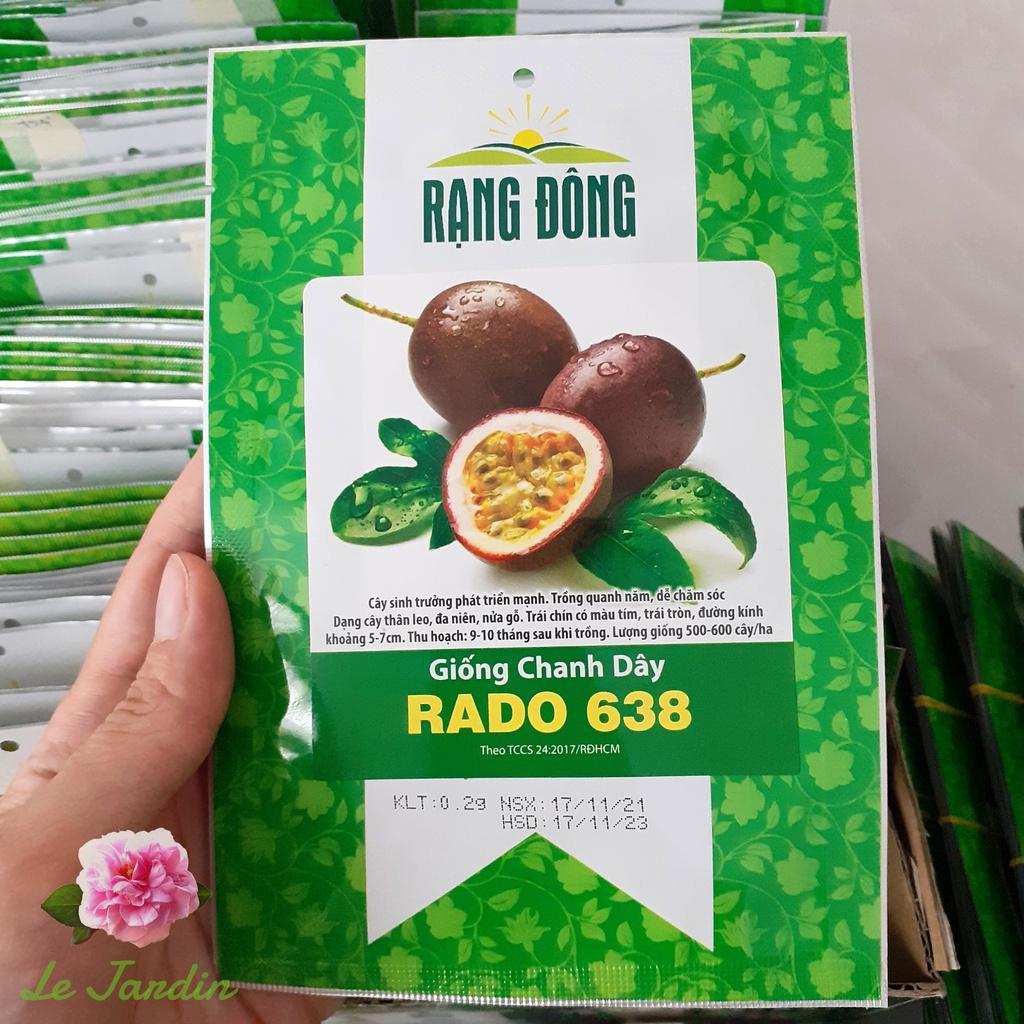 RẠNG ĐÔNG
Cây sinh trưởng phát triển mạnh. Trồng quanh năm, dễ chăm sóc
Dạng cây thân leo, đa niên, nửa gỗ. Trái chín có màu tím, trái tròn, đường kính
khoảng 5-7cm. Thu hoạch: 9-10 tháng sau khi trồng. Lượng giống 500-600 cây/ha
Giống Chanh Dây
RADO 638
Theo TCCS 24:2017/RĐHCM
KLT:0.2g NSX:17/11/21
HSD:17/11/23
Le Jardin